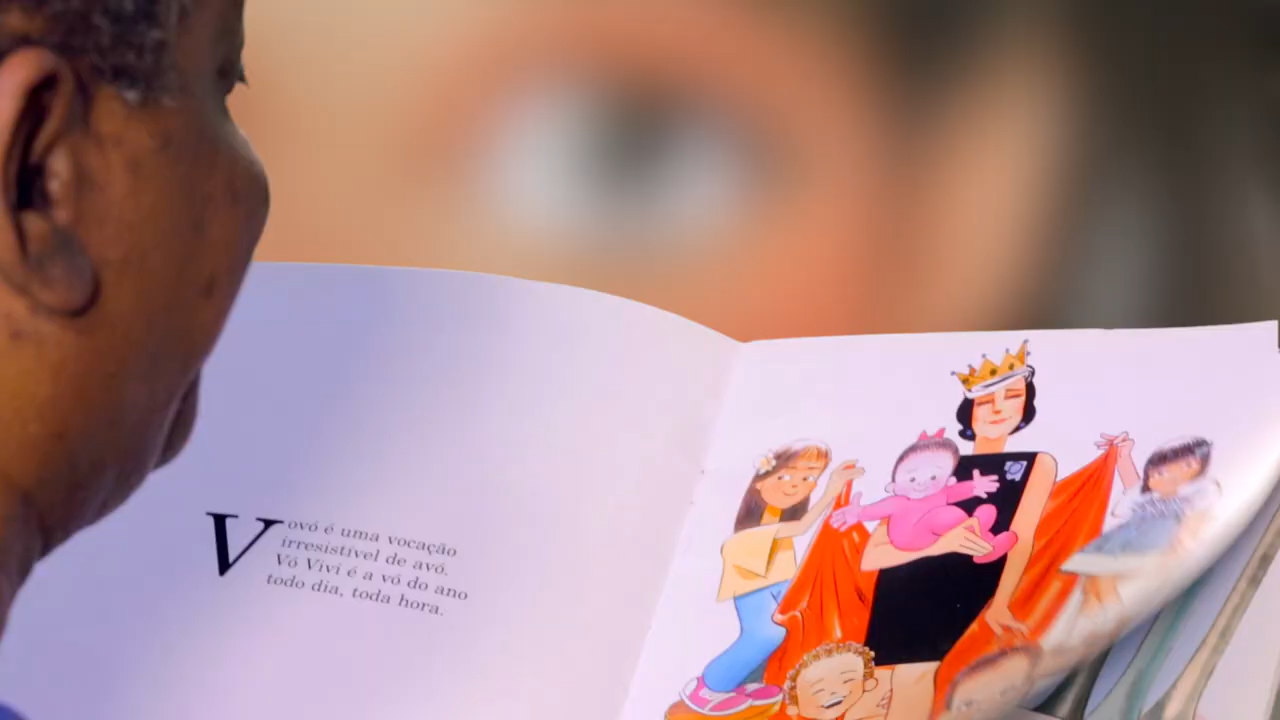 Vovó é uma vocação
irresistível de avó.
Vó Vivi é a vó do ano
todo dia, toda hora.